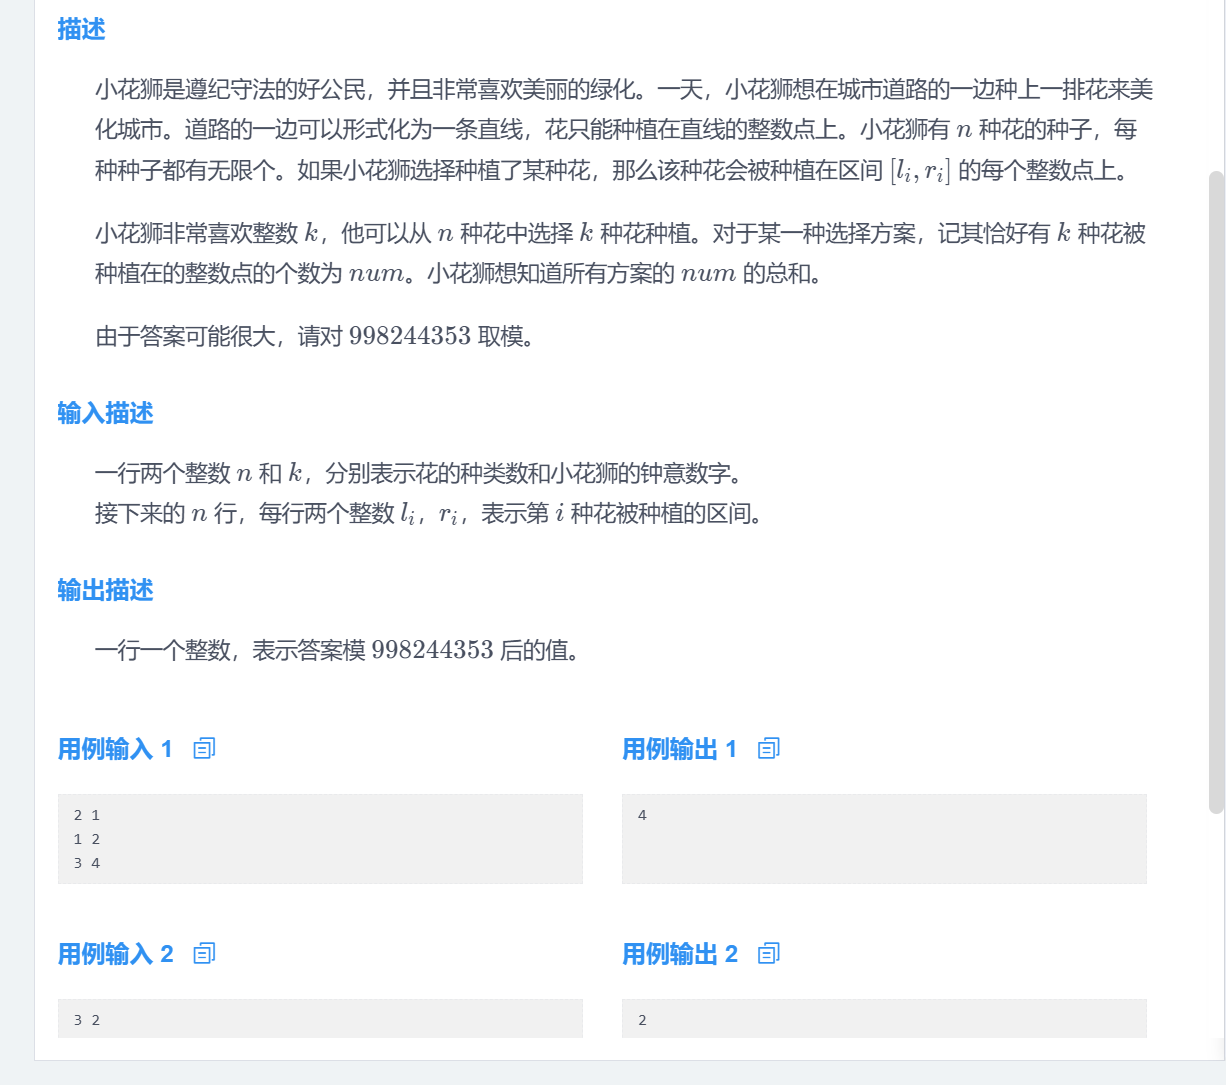 描述
小花狮是遵纪守法的好公民，并且非常喜欢美丽的绿化。一天，小花狮想在城市道路的一边种上一排花来美
化城市。道路的一边可以形式化为一条直线，花只能种植在直线的整数点上。小花狮有 n 种花的种子，每
种种子都有无限个。如果小花狮选择种植了某种花，那么该种花会被种植在区间 [l_i, r_i] 的每个整数点上。
小花狮非常喜欢整数 k，他可以从 n 种花中选择 k 种花种植。对于某一种选择方案，记其恰好有 k 种花被
种植在的整数点的个数为 num。小花狮想知道所有方案的 num 的总和。
由于答案可能很大，请对 998244353 取模。
输入描述
一行两个整数 n 和 k，分别表示花的种类数和小花狮的钟意数字。
接下来的 n 行，每行两个整数 l_i，r_i，表示第 i 种花被种植的区间。
输出描述
一行一个整数，表示答案模 998244353 后的值。
用例输入 1
2 1
1 2
3 4
用例输出 1
4
用例输入 2
3 2
用例输出 2
2